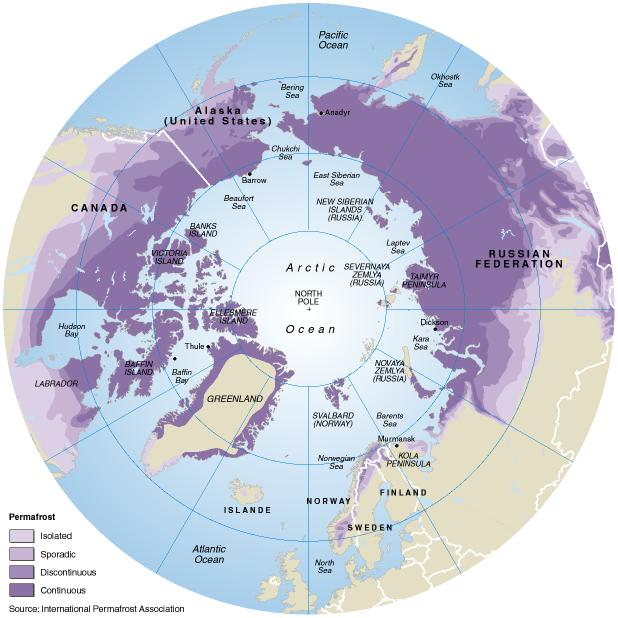 Pacific
Ocean
Okhostk
Sea
Bering
Sea
Alaska
(United States)
Anadyr
Chukchi
Sea
Barrow
East Siberian
Sea
Beaufort
Sea
NEW SIBERIAN
ISLANDS
(RUSSIA)
CANADA
BANKS
ISLAND
Laptev
Sea
VICTORIA
ISLAND
RUSSIAN
FEDERATION
Arctic
SEVERNAYA
ZEMLYA
(RUSSIA)
TAIMYR
PENINSULA
NORTH
POLE
+
ELLESMERE
ISLAND
Ocean
Dickson
Hudson
Bay
Kara
Sea
Thule
BAFFIN
ISLAND
Baffin
Bay
NOVAYA
ZEMLYA
(RUSSIA)
LABRADOR
GREENLAND
SVALBARD
(NORWAY)
Barents
Sea
Murmansk
KOLA
PENINSULA
Norwegian
Sea
FINLAND
NORWAY
ISLANDE
SWEDEN
Atlantic
Ocean
North
Sea
Permafrost
Isolated
Sporadic
Discontinuous
Continuous
Source: International Permafrost Association